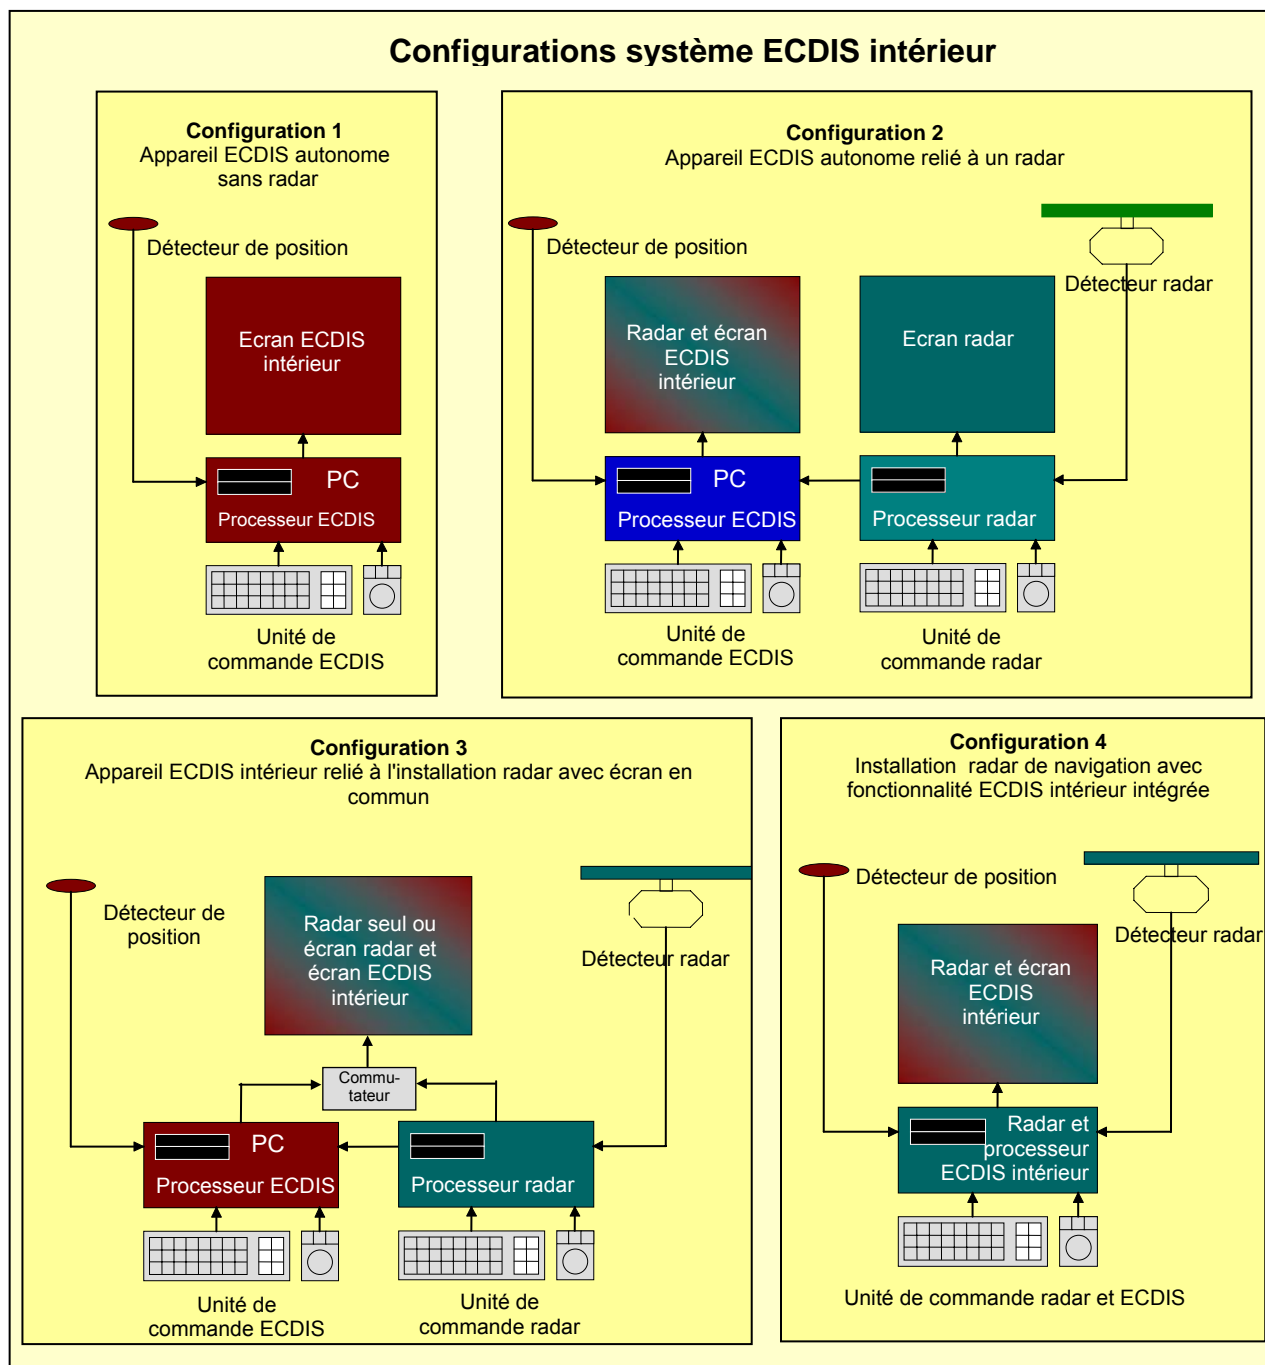 Configurations système ECDIS intérieur
Configuration 1
Appareil ECDIS autonome
sans radar
Détecteur de position
Ecran ECDIS
intérieur
PC
Processeur ECDIS
Unité de
commande ECDIS
Configuration 2
Appareil ECDIS autonome relié à un radar
Détecteur de position
Détecteur radar
Radar et écran
ECDIS
intérieur
Ecran radar
PC
Processeur ECDIS
Processeur radar
Unité de
commande ECDIS
Unité de
commande radar
Configuration 3
Appareil ECDIS intérieur relié à l'installation radar avec écran en
commun
Détecteur de
position
Radar seul ou
écran radar et
écran ECDIS
intérieur
Détecteur radar
Commu-
tateur
PC
Processeur ECDIS
Processeur radar
Unité de
commande ECDIS
Unité de
commande radar
Configuration 4
Installation  radar de navigation avec
fonctionnalité ECDIS intérieur intégrée
Détecteur de position
Détecteur radar
Radar et écran
ECDIS
intérieur
Radar et
processeur
ECDIS intérieur
Unité de commande radar et ECDIS